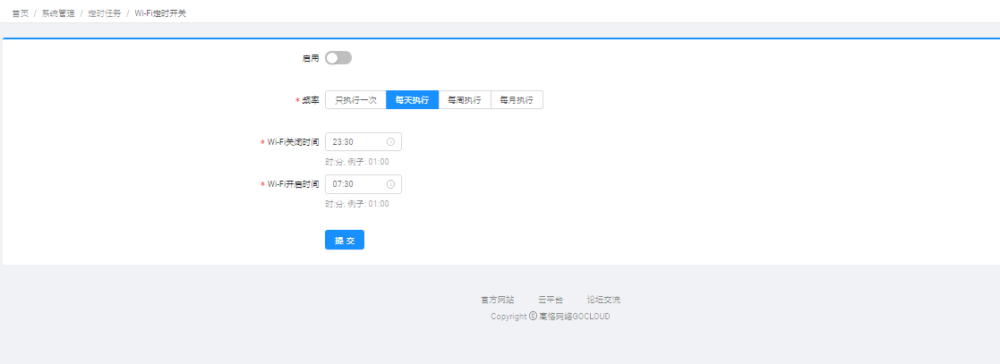 首页 / 系统管理 / 定时任务 / Wi-Fi定时开关
启用
* 频率 只执行一次 每天执行 每周执行 每月执行
* Wi-Fi关闭时间 23:30
时:分, 例子: 01:00
* Wi-Fi开启时间 07:30
时:分, 例子: 01:00
提 交
官方网站 云平台 论坛交流
Copyright © 高恪网络GOCLOUD